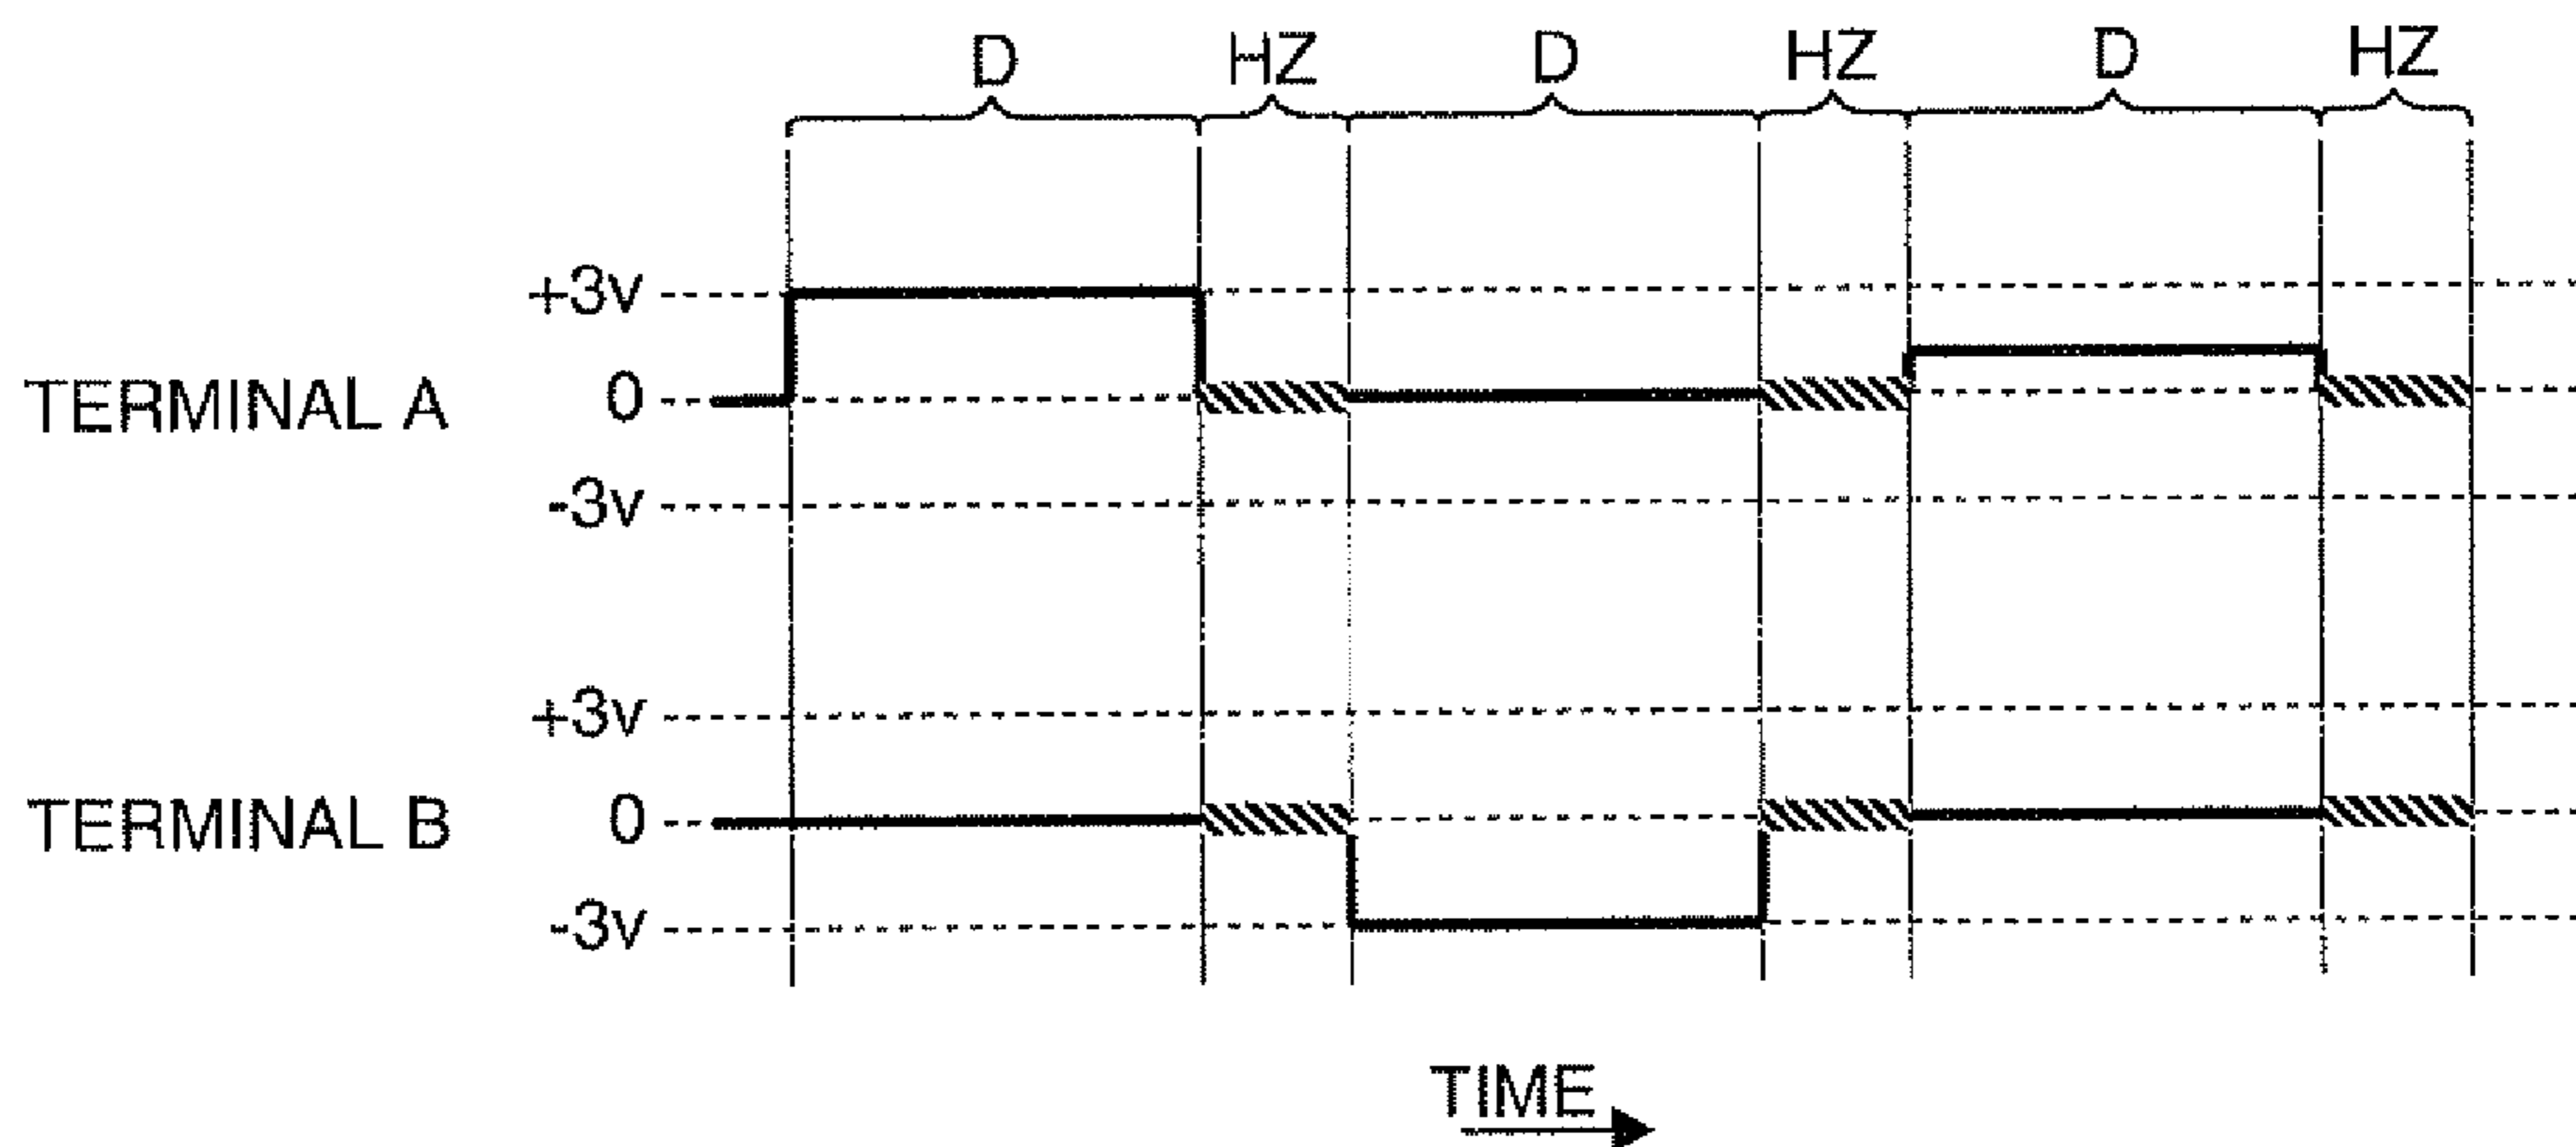 D HZ D HZ D HZ
+3v
TERMINAL A 0
-3v
+3v
TERMINAL B 0
-3v
TIME